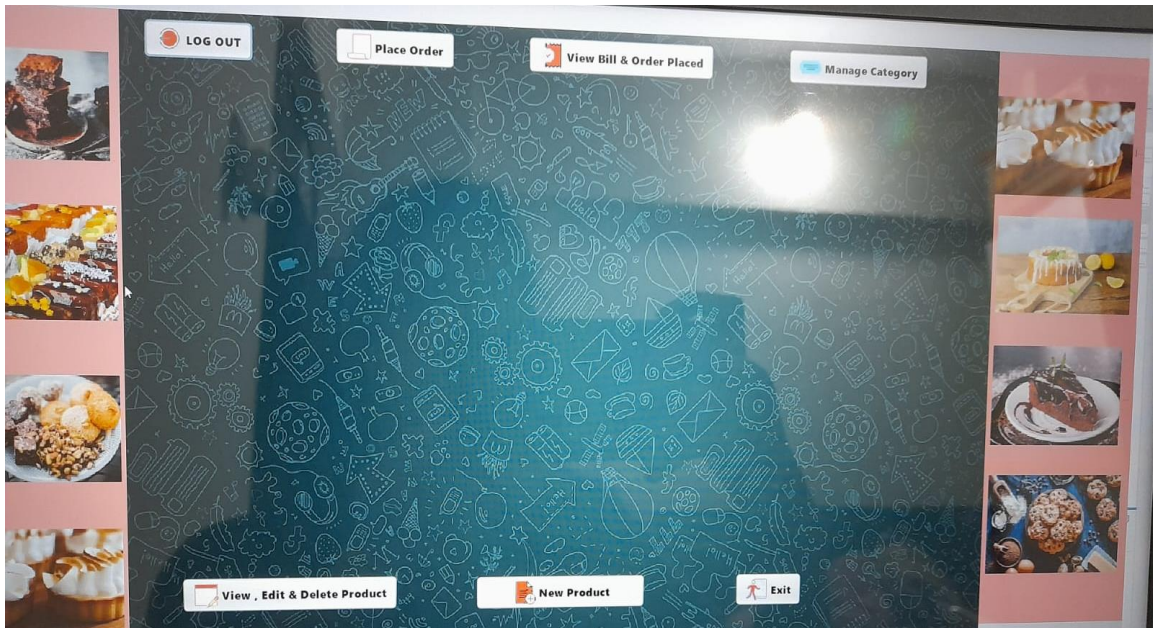 LOG OUT
Place Order
View Bill & Order Placed
Manage Category
View , Edit & Delete Product
New Product
Exit